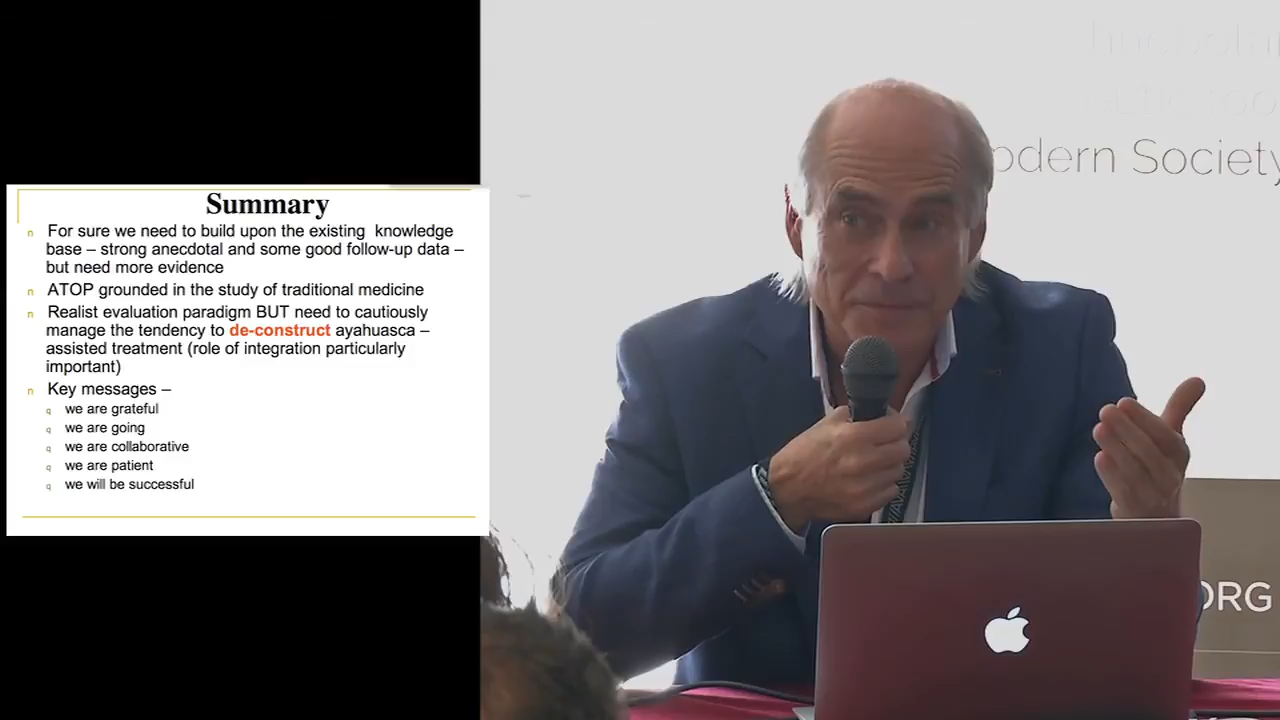 Summary
n For sure we need to build upon the existing knowledge
base – strong anecdotal and some good follow-up data –
but need more evidence
n ATOP grounded in the study of traditional medicine
n Realist evaluation paradigm BUT need to cautiously
manage the tendency to de-construct ayahuasca –
assisted treatment (role of integration particularly
important)
n Key messages –
q we are grateful
q we are going
q we are collaborative
q we are patient
q we will be successful
odern Society
ORG